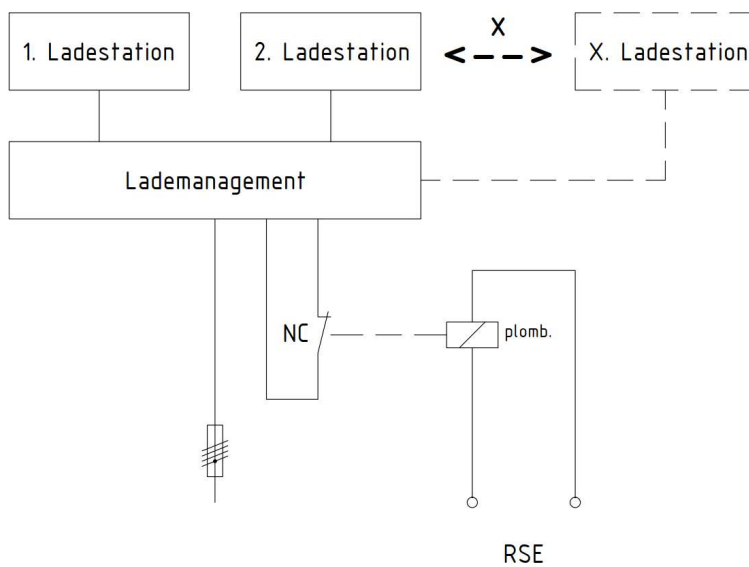 1. Ladestation
2. Ladestation
X
X. Ladestation
Lademanagement
NC
plomb.
RSE